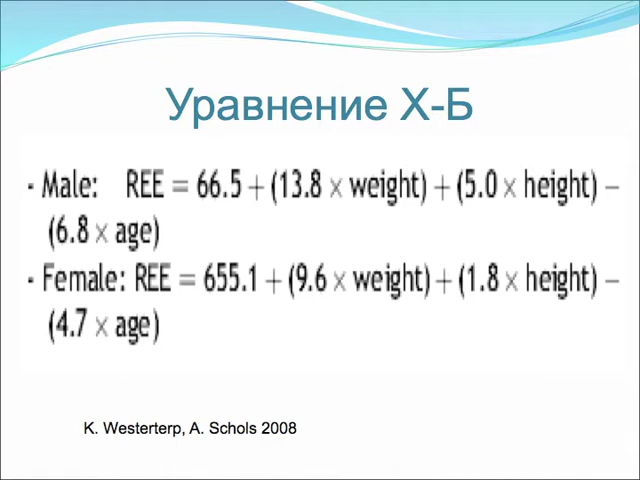 Уравнение Х-Б
- Male: REE = 66.5 + (13.8 × weight) + (5.0 × height) –
(6.8 × age)
- Female: REE = 655.1 + (9.6 × weight) + (1.8 × height) –
(4.7 × age)
K. Westerterp, A. Schols 2008